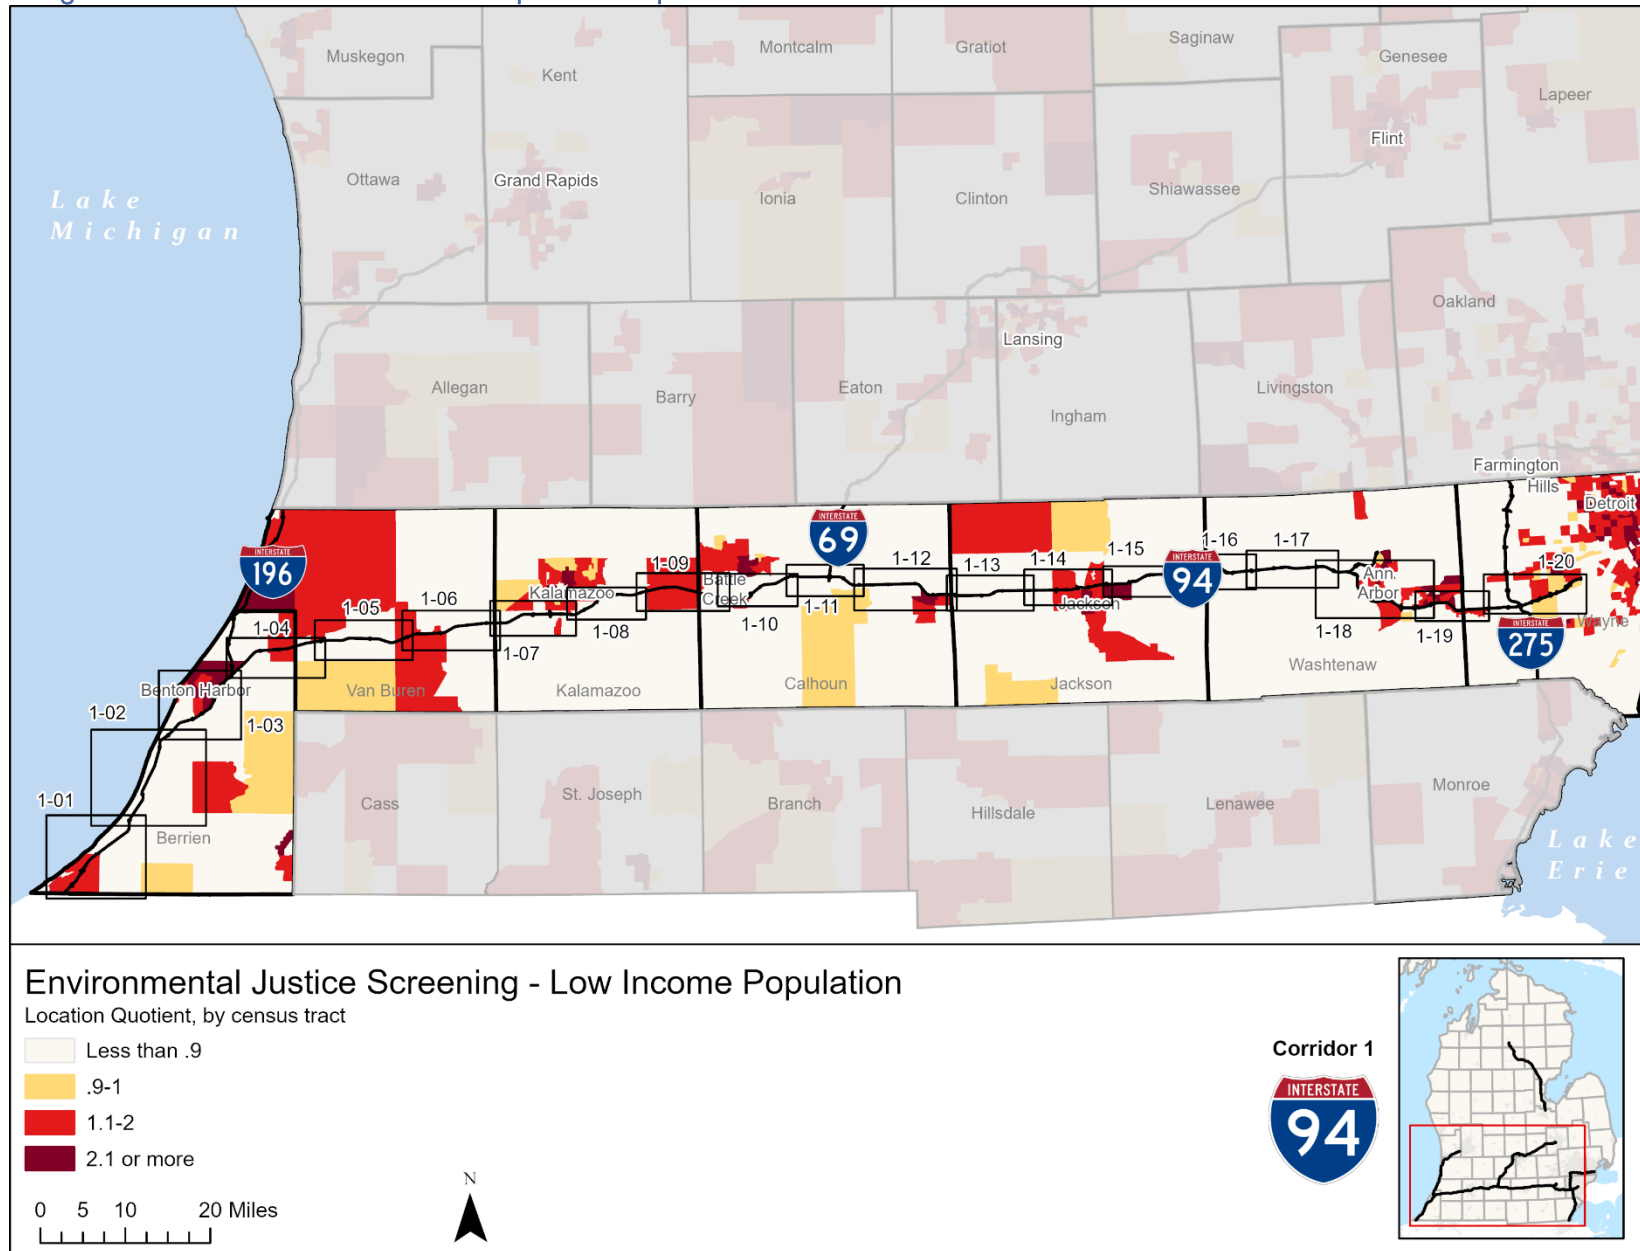 Muskegon
Kent
Montcalm
Gratiot
Saginaw
Genesee
Lapeer
Flint
Ottawa
Grand Rapids
Ionia
Clinton
Shiawassee
Lake
Michigan
Oakland
Lansing
Allegan
Barry
Eaton
Ingham
Livingston
Farmington
Hills
Detroit
INTERSTATE
69
INTERSTATE
196
INTERSTATE
94
INTERSTATE
275
1-01
1-02
1-03
1-04
1-05
1-06
1-07
1-08
1-09
1-10
1-11
1-12
1-13
1-14
1-15
1-16
1-17
1-18
1-19
1-20
Kalamazoo
Battle
Creek
Jackson
Ann
Arbor
Wayne
Benton Harbor
Van Buren
Kalamazoo
Calhoun
Jackson
Washtenaw
Berrien
Cass
St. Joseph
Branch
Hillsdale
Lenawee
Monroe
Lake
Erie
Environmental Justice Screening - Low Income Population
Location Quotient, by census tract
Less than .9
.9-1
1.1-2
2.1 or more
0 5 10 20 Miles
N
Corridor 1
INTERSTATE
94